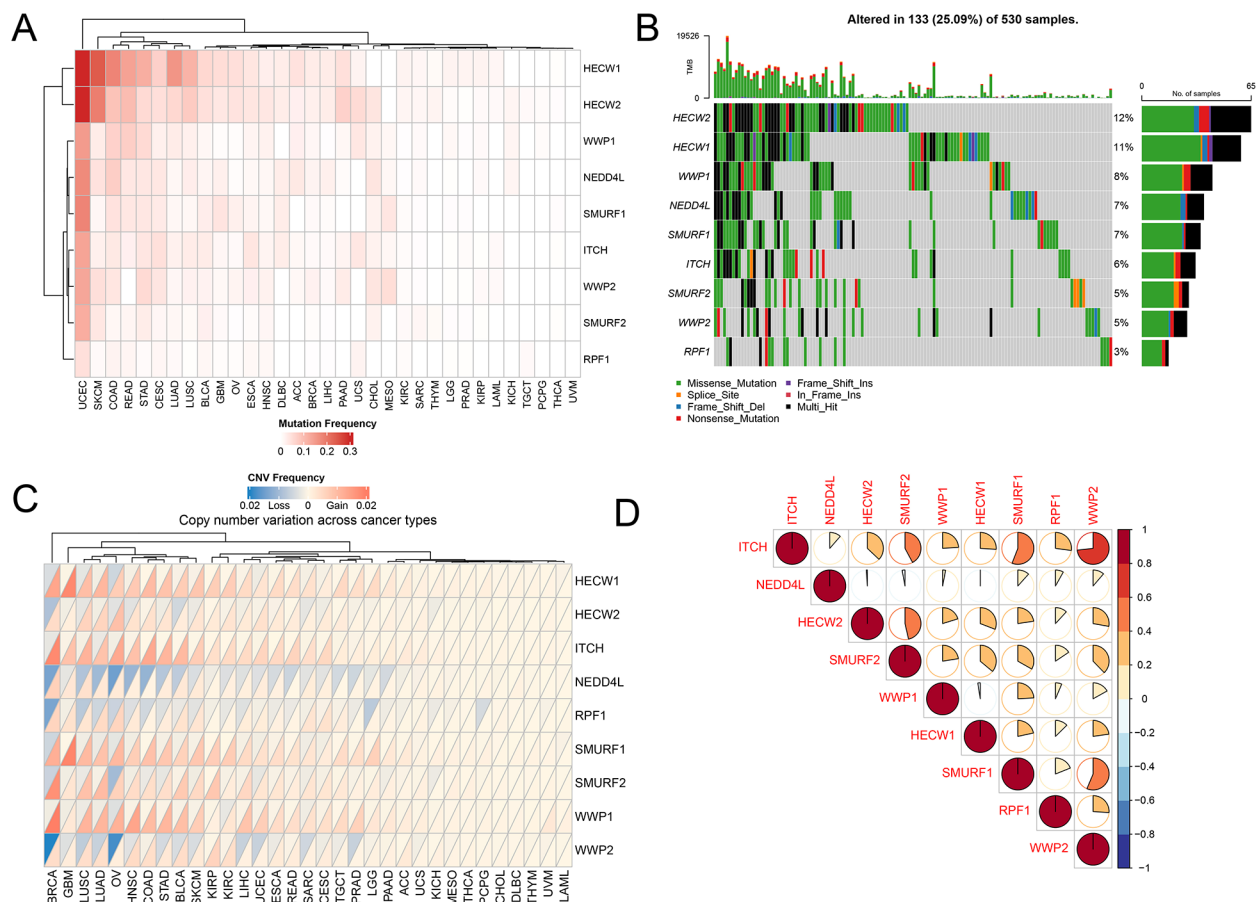 A
HECW1
HECW2
WWP1
NEDD4L
SMURF1
ITCH
WWP2
SMURF2
RPF1
UCEC
SKCM
COAD
READ
STAD
CESC
LUAD
LUSC
BLCA
GBM
OV
ESCA
HNSC
DLBC
ACC
BRCA
LIHC
PAAD
UCS
CHOL
MESO
KIRC
SARC
THYM
LGG
PRAD
KIRP
LAML
KICH
TGCT
PCPG
THCA
UVM
Mutation Frequency
0 0.1 0.2 0.3
B
Altered in 133 (25.09%) of 530 samples.
19526
TMB
0
0 65
No. of samples
HECW2 12%
HECW1 11%
WWP1 8%
NEDD4L 7%
SMURF1 7%
ITCH 6%
SMURF2 5%
WWP2 5%
RPF1 3%
Missense_Mutation
Splice_Site
Frame_Shift_Del
Nonsense_Mutation
Frame_Shift_Ins
In_Frame_Ins
Multi_Hit
C
CNV Frequency
0.02 Loss 0 Gain 0.02
Copy number variation across cancer types
HECW1
HECW2
ITCH
NEDD4L
RPF1
SMURF1
SMURF2
WWP1
WWP2
BRCA
GBM
LUSC
LUAD
OV
HNSC
COAD
STAD
BLCA
SKCM
KIRP
KIRC
LIHC
UCEC
ESCA
READ
SARC
CESC
TGCT
PRAD
LGG
PAAD
ACC
UCS
KICH
MESO
THCA
PCPG
CHOL
DLBC
THYM
UVM
LAML
D
ITCH
NEDD4L
HECW2
SMURF2
WWP1
HECW1
SMURF1
RPF1
WWP2
ITCH
NEDD4L
HECW2
SMURF2
WWP1
HECW1
SMURF1
RPF1
WWP2
1
0.8
0.6
0.4
0.2
0
−0.2
−0.4
−0.6
−0.8
−1